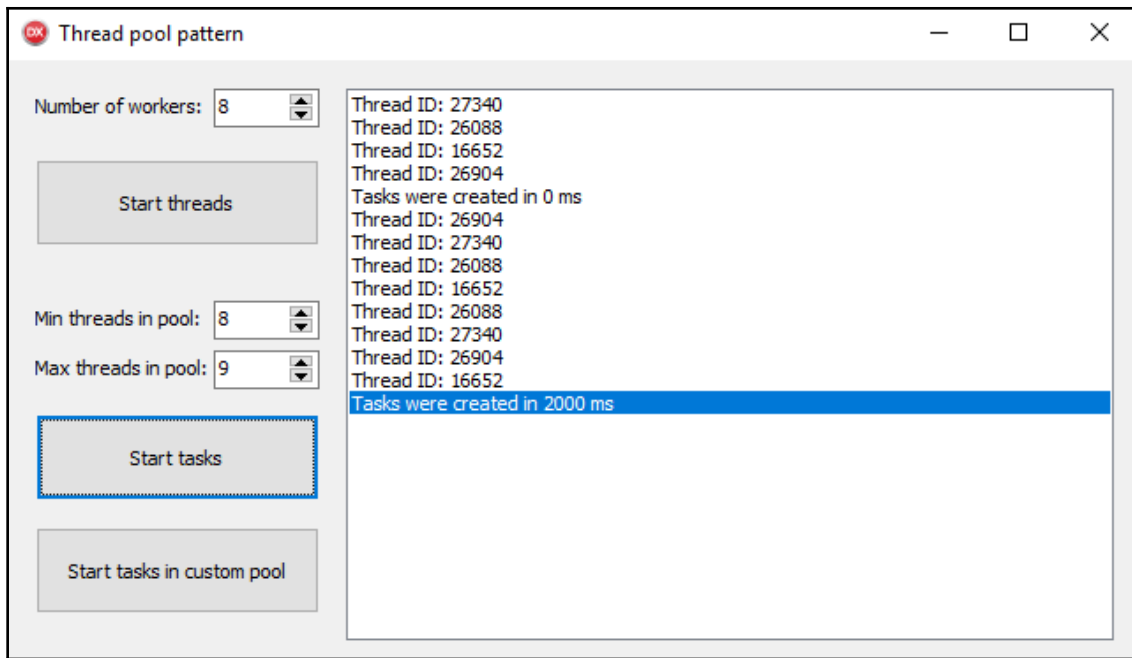 DX Thread pool pattern
Number of workers: 8
Start threads
Min threads in pool: 8
Max threads in pool: 9
Start tasks
Start tasks in custom pool
Thread ID: 27340
Thread ID: 26088
Thread ID: 16652
Thread ID: 26904
Tasks were created in 0 ms
Thread ID: 26904
Thread ID: 27340
Thread ID: 26088
Thread ID: 16652
Thread ID: 26088
Thread ID: 27340
Thread ID: 26904
Thread ID: 16652
Tasks were created in 2000 ms